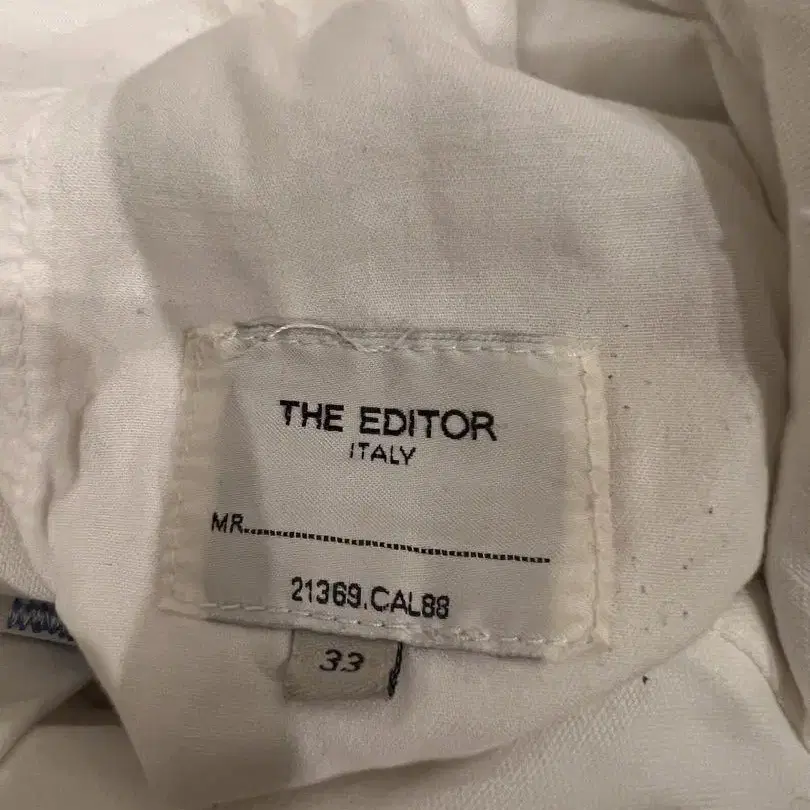 THE EDITOR
ITALY
MR.
21369.CAL88
33